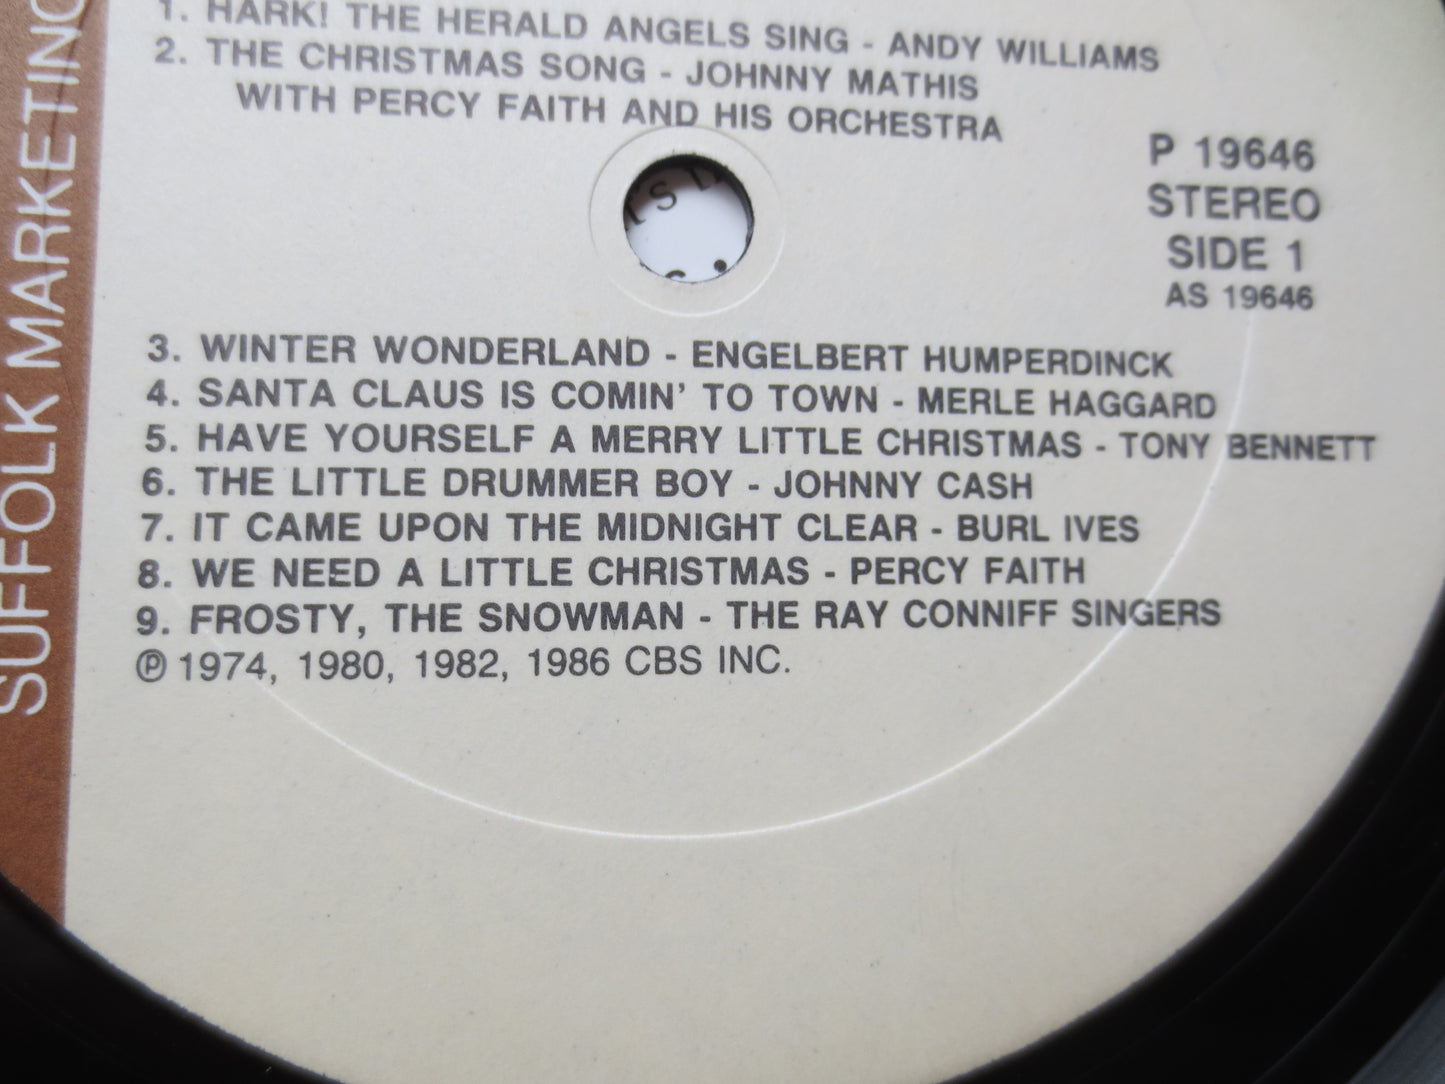 1. HARK! THE HERALD ANGELS SING - ANDY WILLIAMS
2. THE CHRISTMAS SONG - JOHNNY MATHIS
WITH PERCY FAITH AND HIS ORCHESTRA
P 19646
STEREO
SIDE 1
AS 19646
3. WINTER WONDERLAND - ENGELBERT HUMPERDINCK
4. SANTA CLAUS IS COMIN' TO TOWN - MERLE HAGGARD
5. HAVE YOURSELF A MERRY LITTLE CHRISTMAS - TONY BENNETT
6. THE LITTLE DRUMMER BOY - JOHNNY CASH
7. IT CAME UPON THE MIDNIGHT CLEAR - BURL IVES
8. WE NEED A LITTLE CHRISTMAS - PERCY FAITH
9. FROSTY, THE SNOWMAN - THE RAY CONNIFF SINGERS
℗ 1974, 1980, 1982, 1986 CBS INC.
SUFFOLK MARKETING